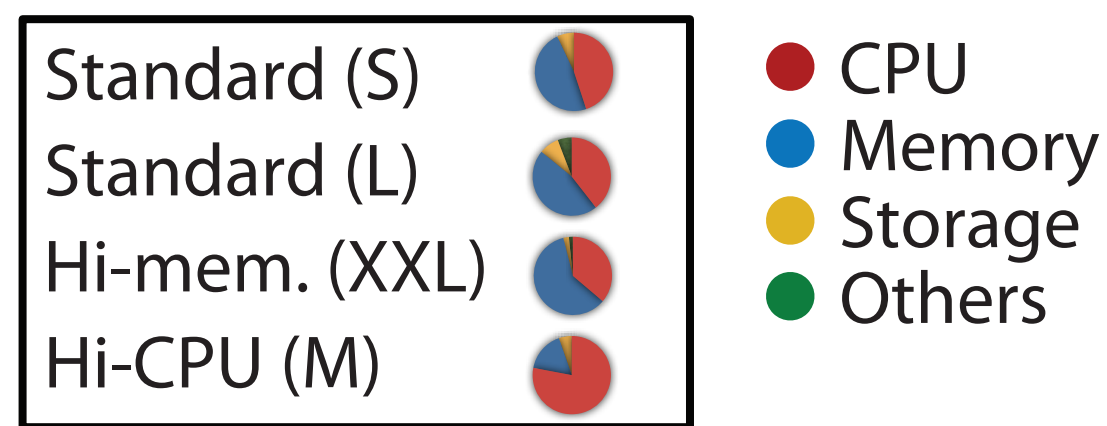 Standard (S)
Standard (L)
Hi-mem. (XXL)
Hi-CPU (M)
CPU
Memory
Storage
Others